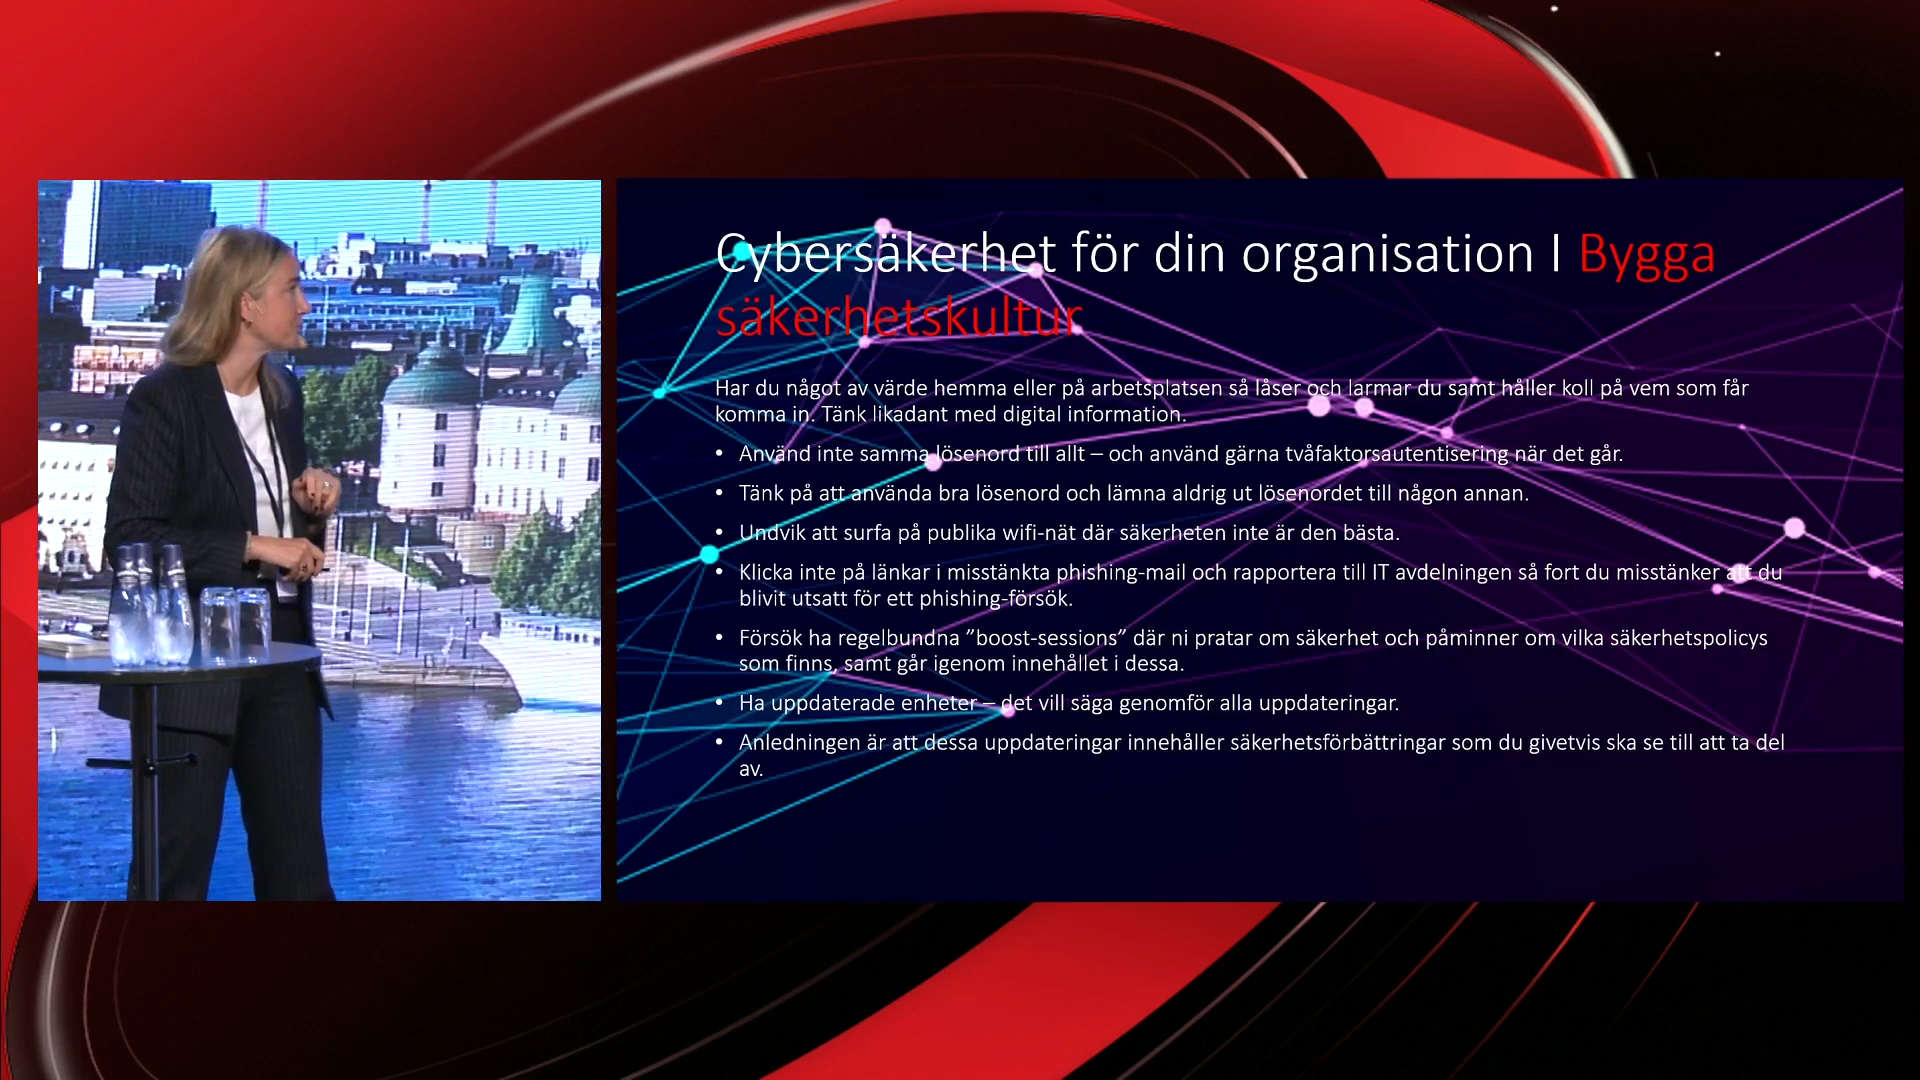 Cybersäkerhet för din organisation I Bygga
säkerhetskultur
Har du något av värde hemma eller på arbetsplatsen så låser och larmar du samt håller koll på vem som får
komma in. Tänk likadant med digital information.
• Använd inte samma lösenord till allt – och använd gärna tvåfaktorsautentisering när det går.
• Tänk på att använda bra lösenord och lämna aldrig ut lösenordet till någon annan.
• Undvik att surfa på publika wifi-nät där säkerheten inte är den bästa.
• Klicka inte på länkar i misstänkta phishing-mail och rapportera till IT avdelningen så fort du misstänker att du
blivit utsatt för ett phishing-försök.
• Försök ha regelbundna ”boost-sessions” där ni pratar om säkerhet och påminner om vilka säkerhetspolicys
som finns, samt går igenom innehållet i dessa.
• Ha uppdaterade enheter – det vill säga genomför alla uppdateringar.
• Anledningen är att dessa uppdateringar innehåller säkerhetsförbättringar som du givetvis ska se till att ta del
av.